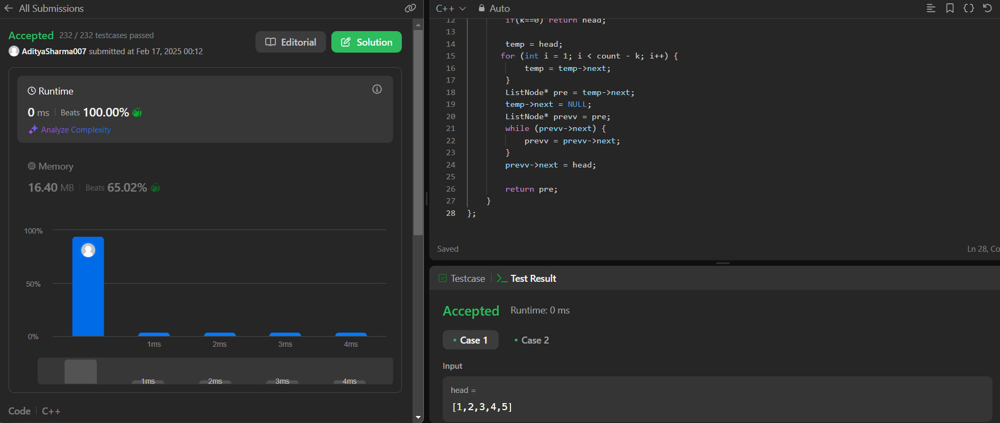 All Submissions
Accepted 232 / 232 testcases passed
AdityaSharma007 submitted at Feb 17, 2025 00:12
Editorial
Solution
Runtime
0 ms | Beats 100.00%
Analyze Complexity
Memory
16.40 MB | Beats 65.02%
100%
50%
0%
1ms 2ms 3ms 4ms
1ms 2ms 3ms 4ms
Code | C++
C++ Auto
12 if(k==0) return head;
13
14 temp = head;
15 for (int i = 1; i < count - k; i++) {
16 temp = temp->next;
17 }
18 ListNode* pre = temp->next;
19 temp->next = NULL;
20 ListNode* prevv = pre;
21 while (prevv->next) {
22 prevv = prevv->next;
23 }
24 prevv->next = head;
25
26 return pre;
27 }
28 };
Saved
Ln 28, Co
Testcase | Test Result
Accepted Runtime: 0 ms
Case 1 Case 2
Input
head =
[1,2,3,4,5]